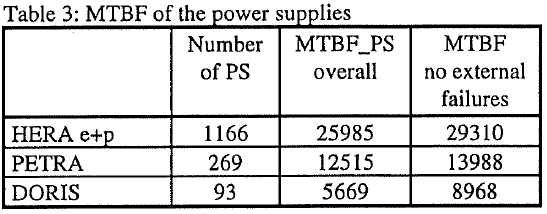 Table 3: MTBF of the power supplies
Number of PS MTBF_PS overall MTBF no external failures
HERA e+p 1166 25985 29310
PETRA 269 12515 13988
DORIS 93 5669 8968